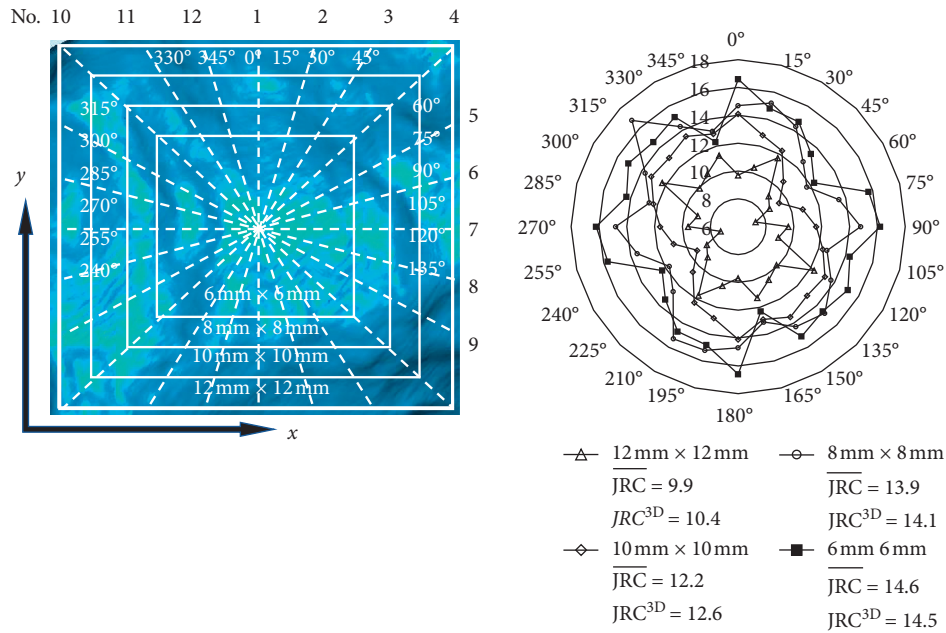 No. 10 11 12 1 2 3 4
330° 345° 0° 15° 30° 45°
315° 60°
300° 75°
285° 90°
270° 105°
255° 120°
240° 135°
5
6
7
8
9
6 mm × 6 mm
8 mm × 8 mm
10 mm × 10 mm
12 mm × 12 mm
y
x
0°
15°
30°
45°
60°
75°
90°
105°
120°
135°
150°
165°
180°
195°
210°
225°
240°
255°
270°
285°
300°
315°
330°
345°
18
16
14
12
10
8
6
12 mm × 12 mm
JRC = 9.9
JRC3D = 10.4
10 mm × 10 mm
JRC = 12.2
JRC3D = 12.6
8 mm × 8 mm
JRC = 13.9
JRC3D = 14.1
6 mm 6 mm
JRC = 14.6
JRC3D = 14.5